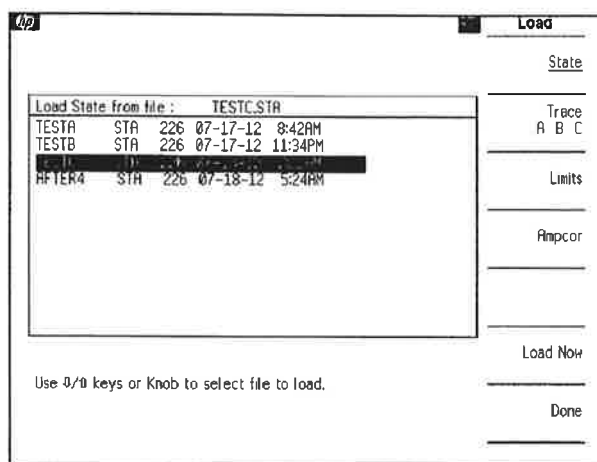 hp
Load
State
Load State from file : TESTC.STA
Trace
A B C
TESTA STA 226 07-17-12 8:42AM
TESTB STA 226 07-17-12 11:34PM
AFTER4 STA 226 07-18-12 5:24AM
Limits
Ampcor
Load Now
Use ⇩/⇧ keys or Knob to select file to load.
Done